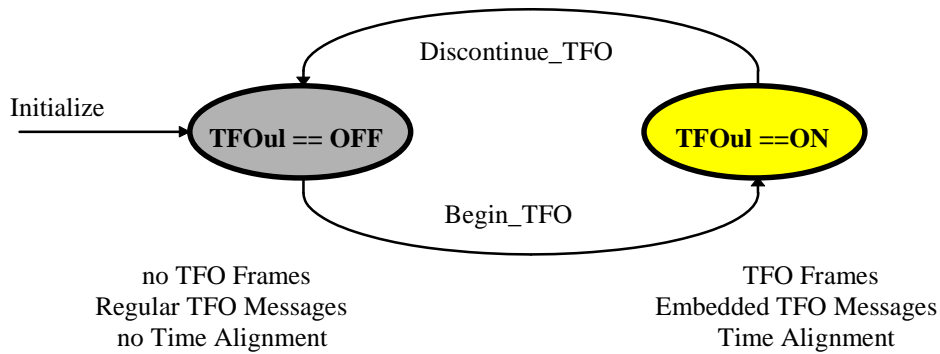 Discontinue_TFO
Initialize
TFOul == OFF
TFOul ==ON
Begin_TFO
no TFO Frames
Regular TFO Messages
no Time Alignment
TFO Frames
Embedded TFO Messages
Time Alignment